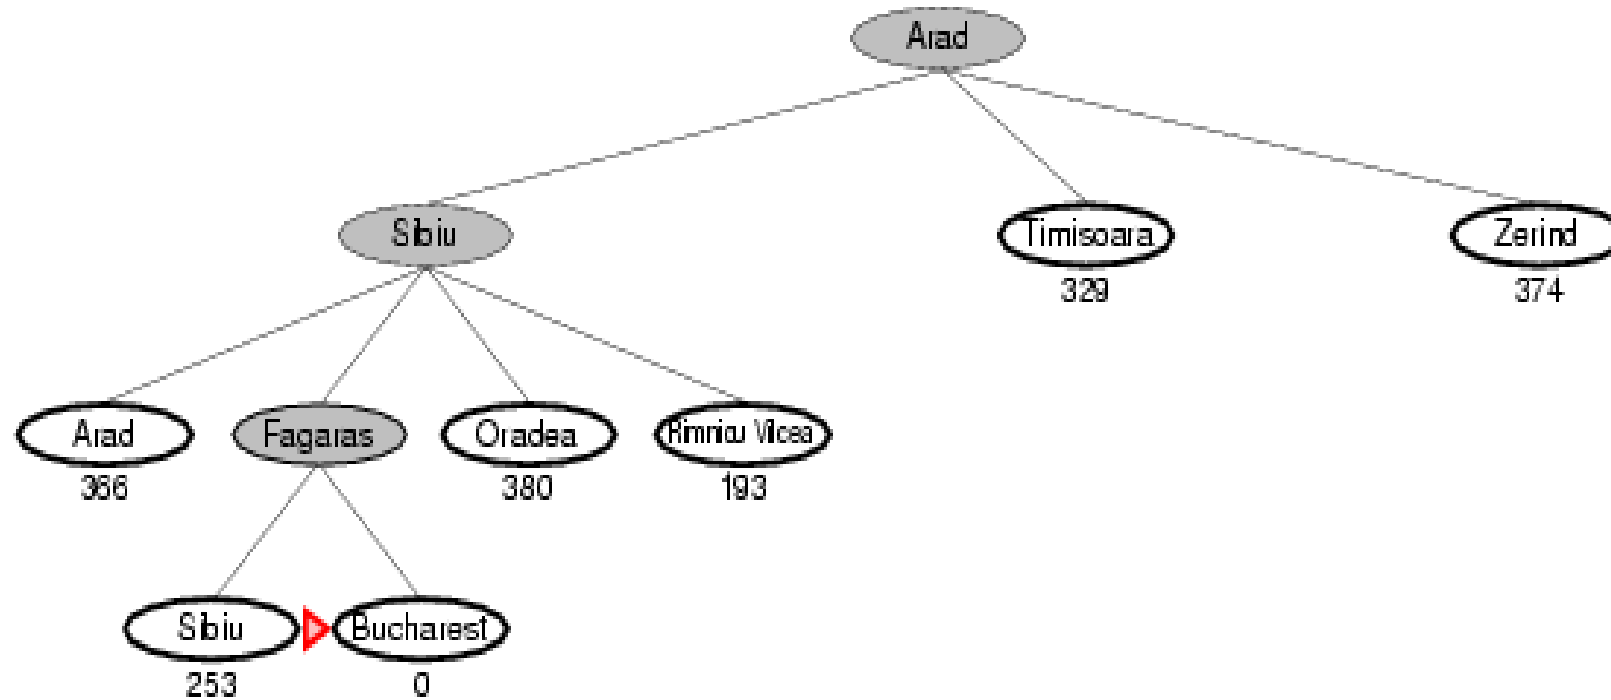 Arad
Sibiu
Timisoara
Zerind
329
374
Arad
Fagaras
Oradea
Rimnicu Vilcea
366
380
193
Sibiu
Bucharest
253
0